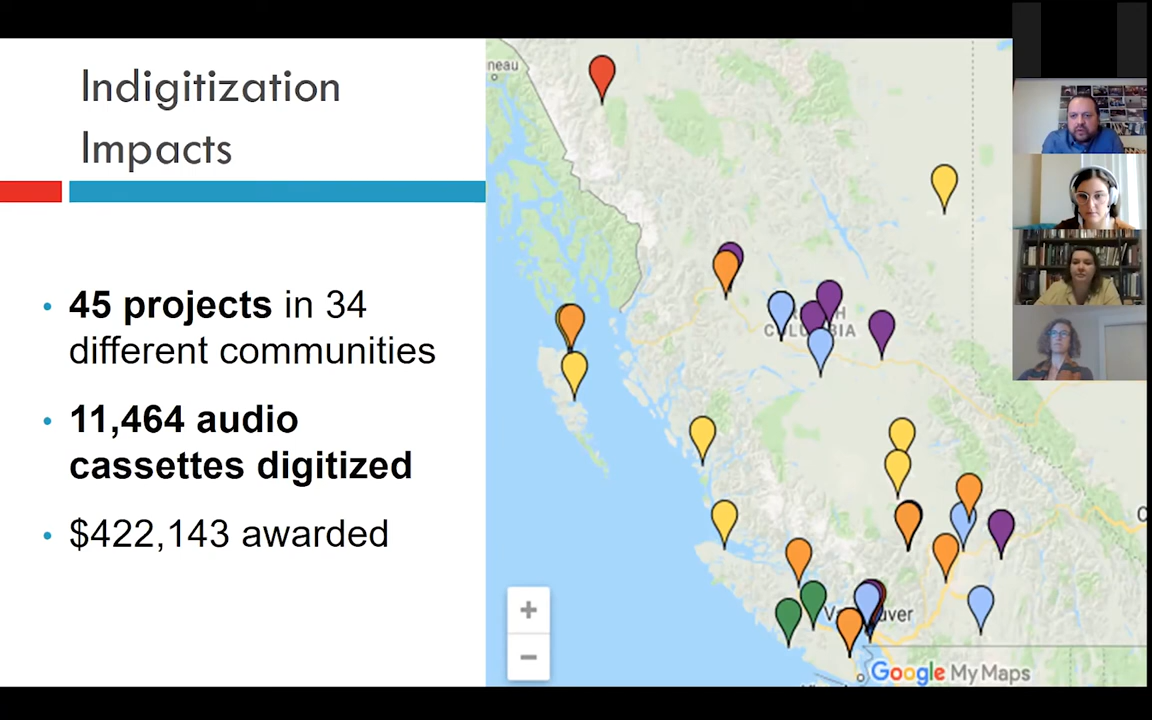 Indigitization
Impacts
• 45 projects in 34
different communities
• 11,464 audio
cassettes digitized
• $422,143 awarded
neau
+
−
Google My Maps